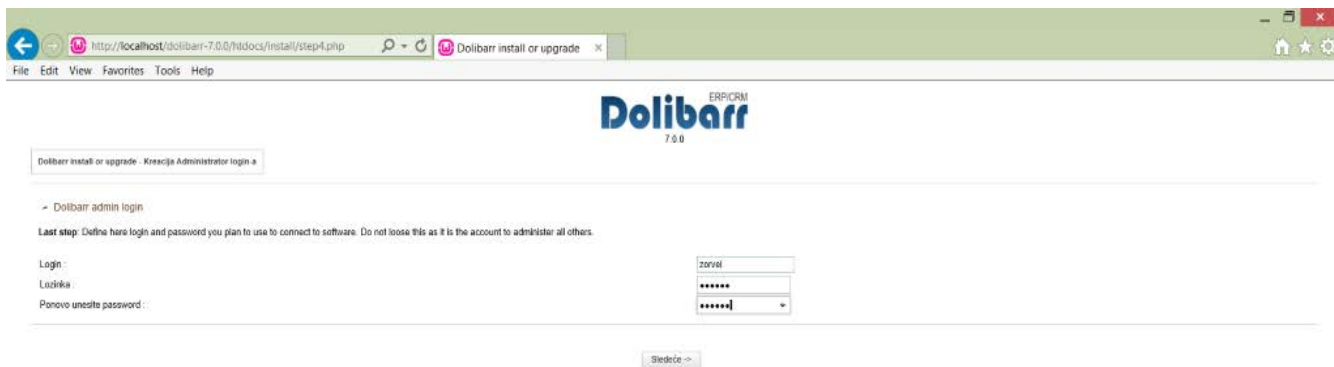 http://localhost/dolibarr-7.0.0/htdocs/install/step4.php
Dolibarr install or upgrade
File Edit View Favorites Tools Help
Dolibarr
ERP/CRM
7.0.0
Dolibarr install or upgrade - Kreacija Administrator login-a
Dolibarr admin login
Last step: Define here login and password you plan to use to connect to software. Do not loose this as it is the account to administer all others.
Login :
zorvel
Lozinka :
••••••
Ponovo unesite password :
••••••
Sledeće ->